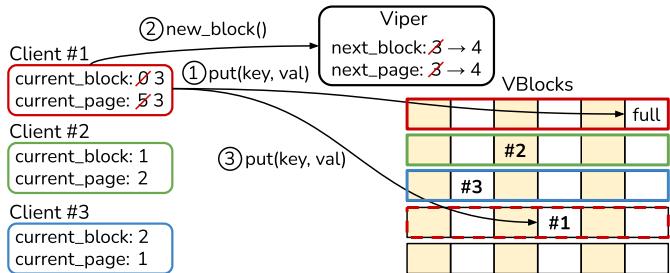 Viper
② new_block()
next_block: 3 → 4
next_page: 3 → 4
Client #1
current_block: 0 3
current_page: 5 3
① put(key, val)
VBlocks
full
Client #2
current_block: 1
current_page: 2
#2
③ put(key, val)
#3
Client #3
current_block: 2
current_page: 1
#1